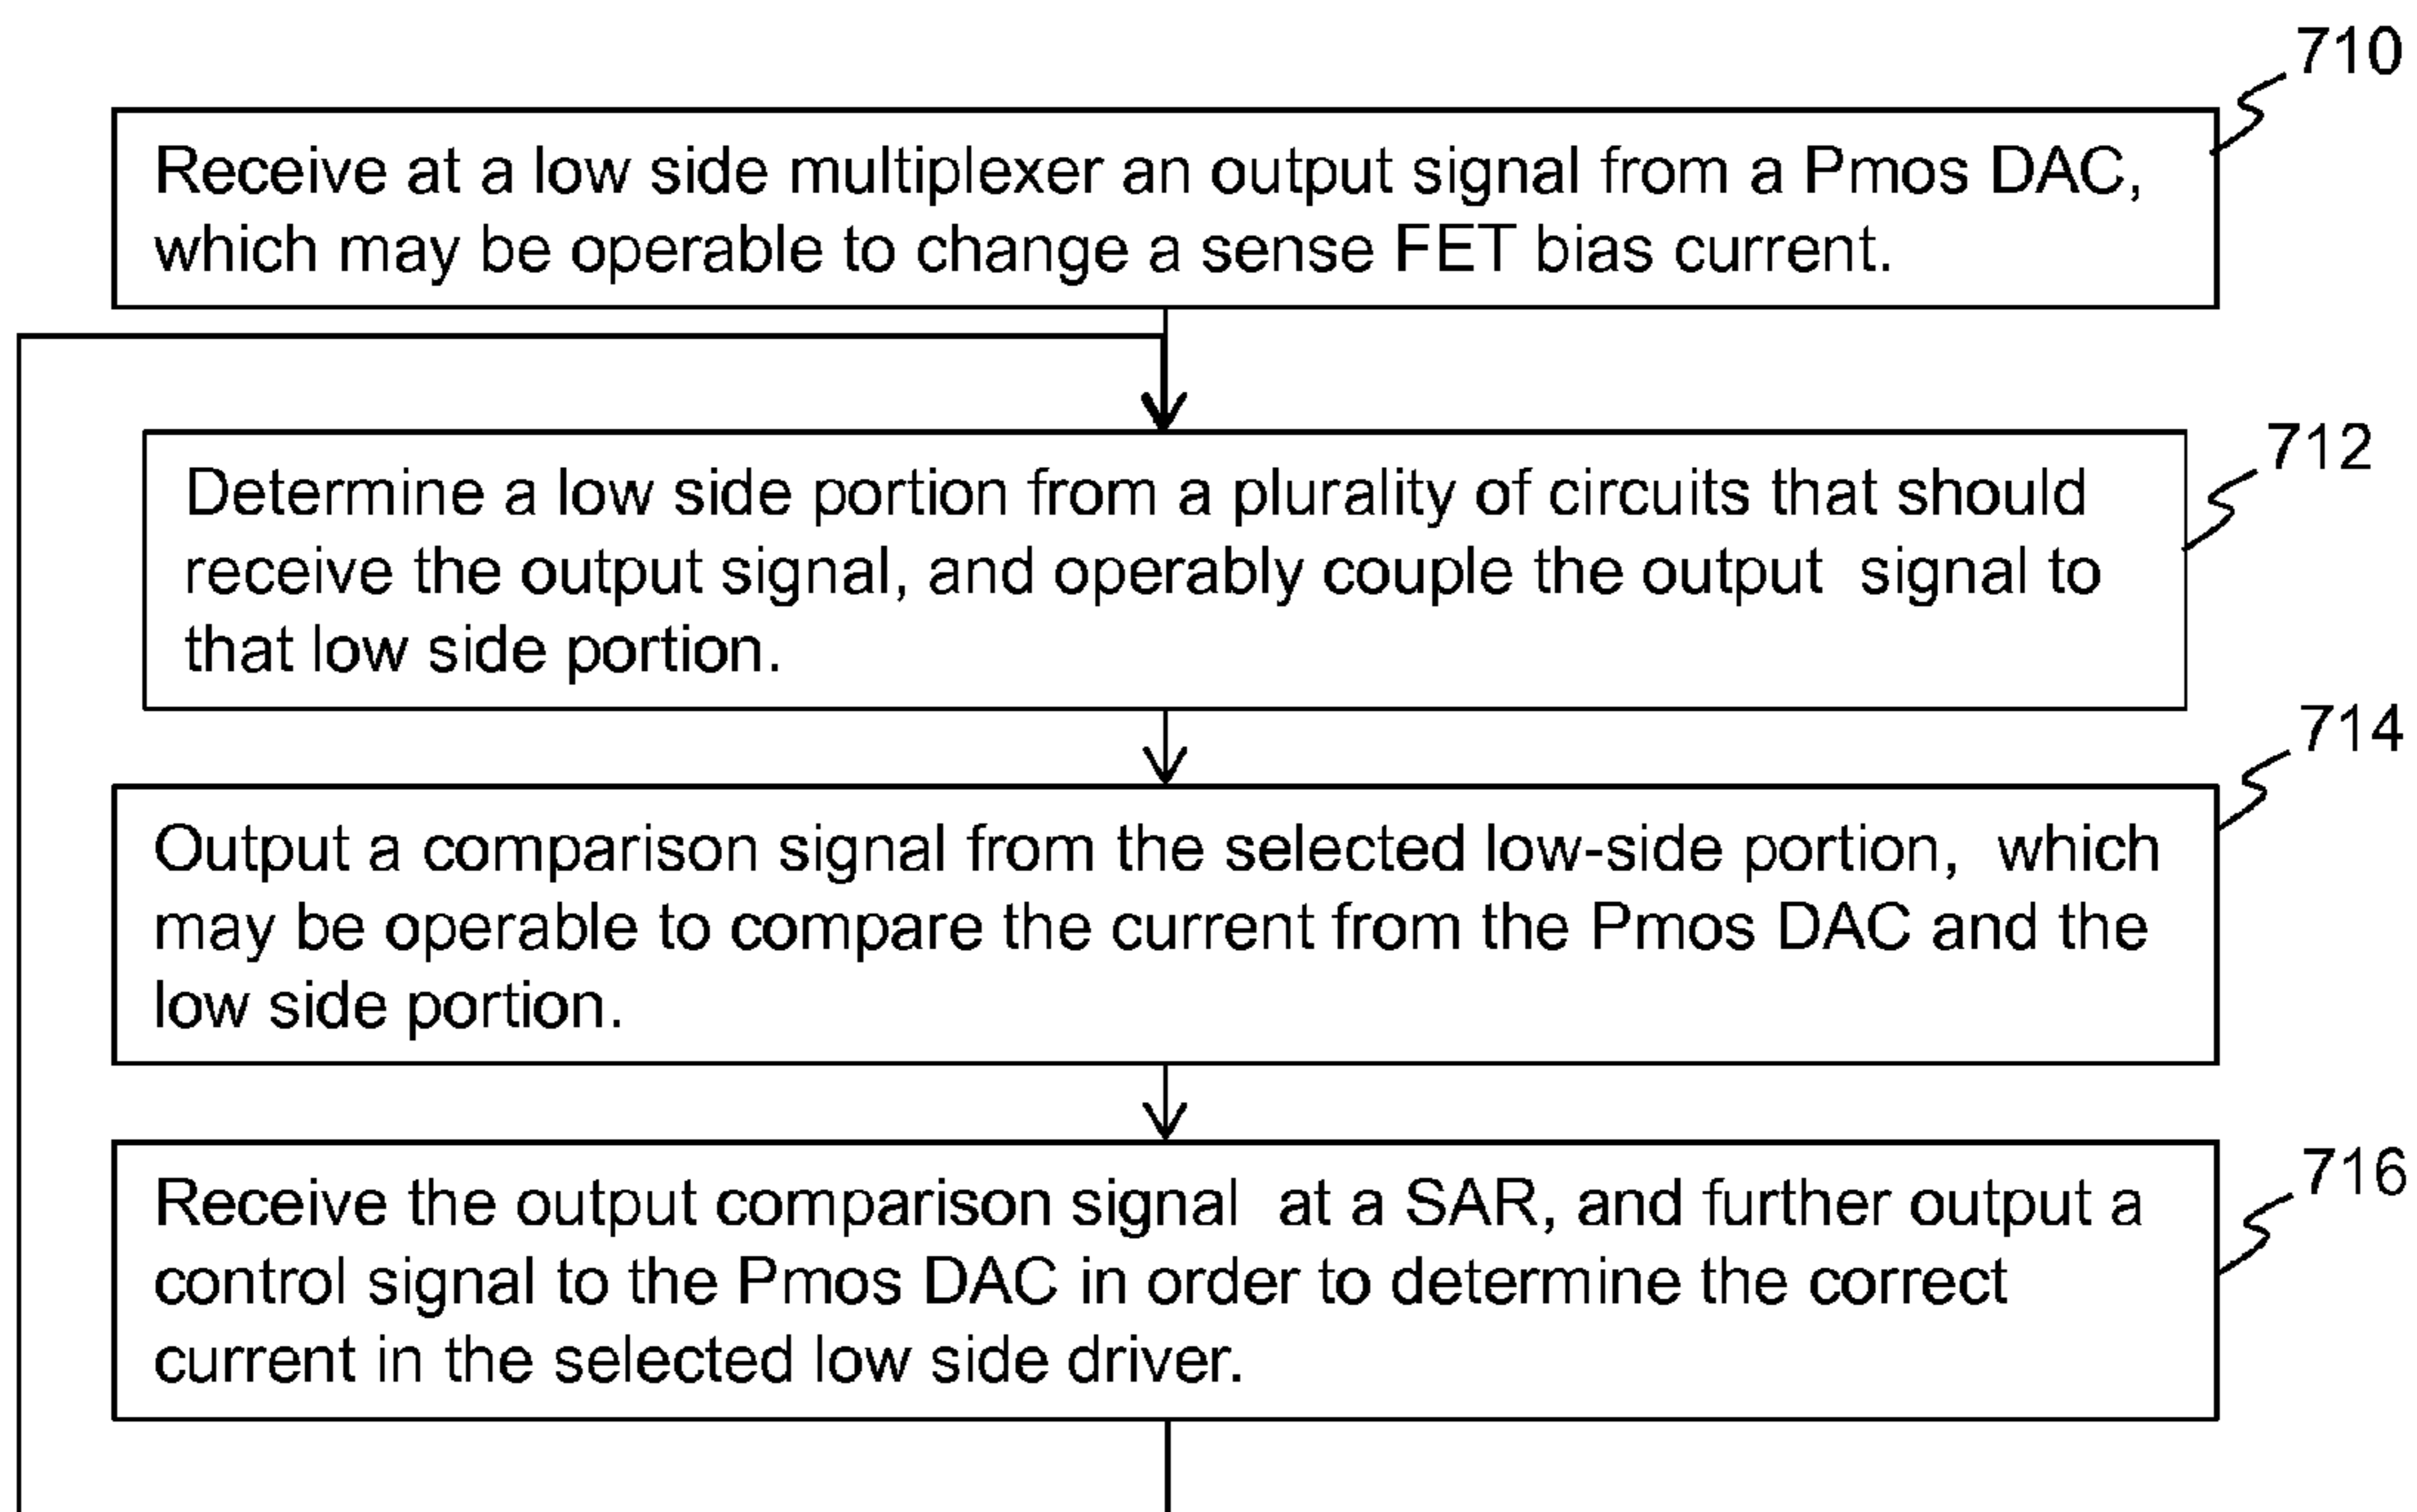 710
Receive at a low side multiplexer an output signal from a Pmos DAC,
which may be operable to change a sense FET bias current.
712
Determine a low side portion from a plurality of circuits that should
receive the output signal, and operably couple the output signal to
that low side portion.
714
Output a comparison signal from the selected low-side portion, which
may be operable to compare the current from the Pmos DAC and the
low side portion.
716
Receive the output comparison signal at a SAR, and further output a
control signal to the Pmos DAC in order to determine the correct
current in the selected low side driver.